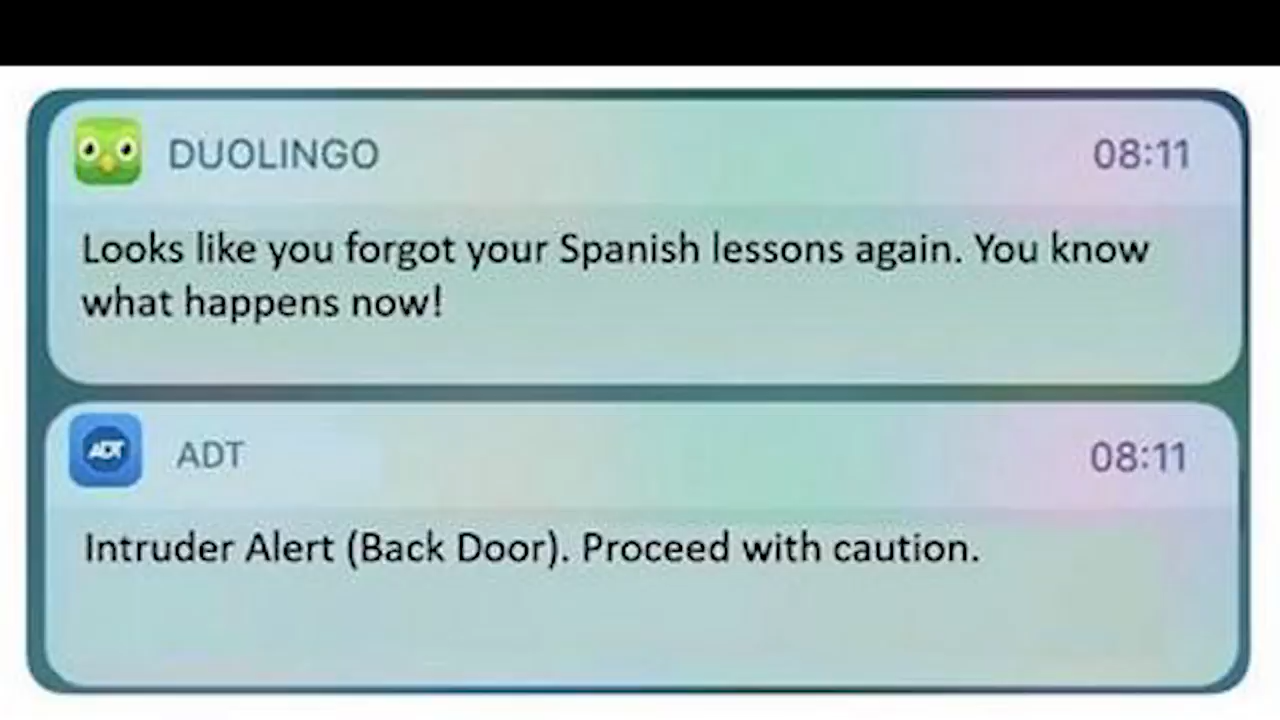 DUOLINGO 08:11
Looks like you forgot your Spanish lessons again. You know
what happens now!
ADT ADT 08:11
Intruder Alert (Back Door). Proceed with caution.